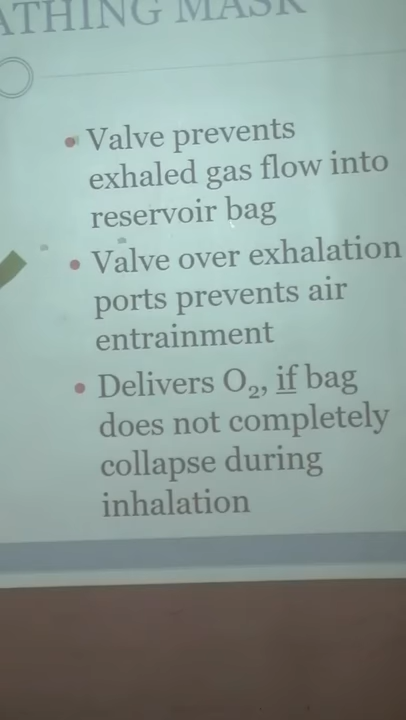 ATHING MASK
• Valve prevents
exhaled gas flow into
reservoir bag
• Valve over exhalation
ports prevents air
entrainment
• Delivers O₂, if bag
does not completely
collapse during
inhalation